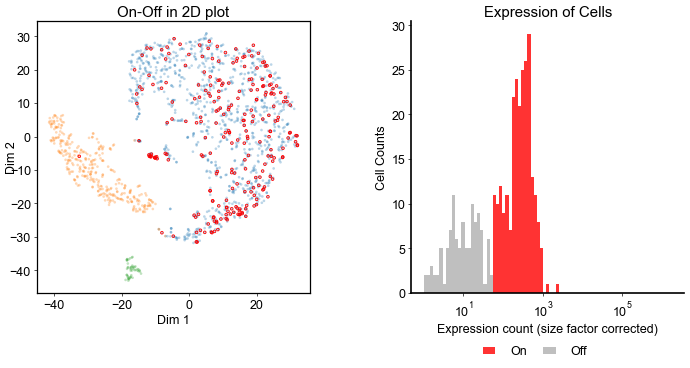 On-Off in 2D plot
30
20
10
0
−10
−20
−30
−40
Dim 2
−40
−20
0
20
Dim 1
Expression of Cells
30
25
20
15
10
5
0
Cell Counts
10^1
10^3
10^5
Expression count (size factor corrected)
On
Off